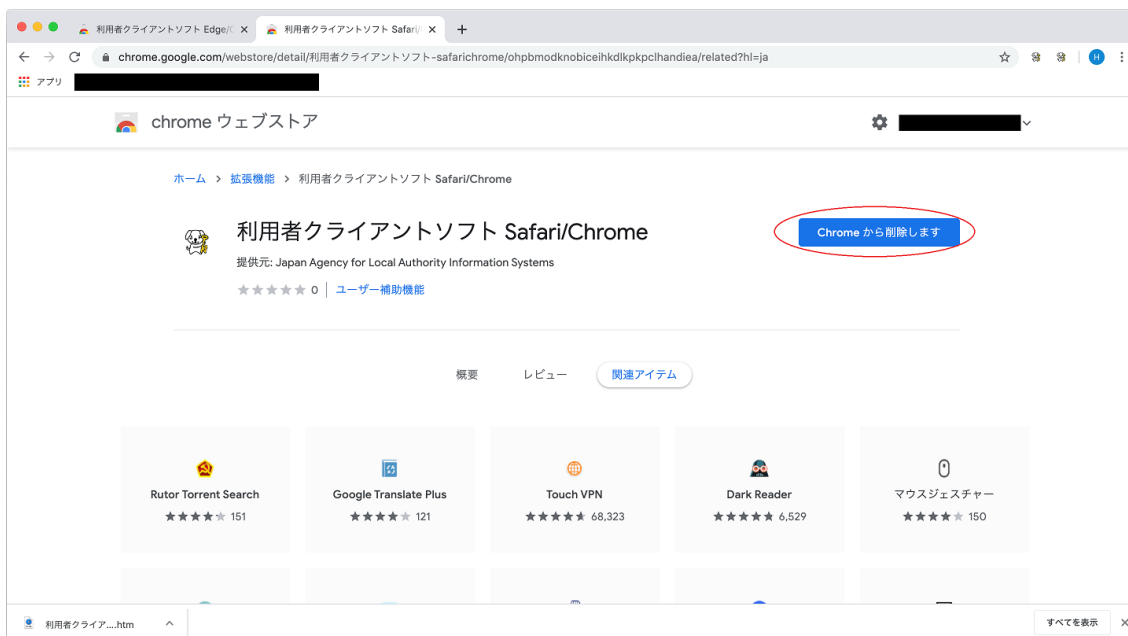 利用者クライアントソフト Edge/C
利用者クライアントソフト Safari/
chrome.google.com/webstore/detail/利用者クライアントソフト-safarichrome/ohpbmodknobiceihkdlkpkpclhandiea/related?hl=ja
H
アプリ
chrome ウェブストア
ホーム > 拡張機能 > 利用者クライアントソフト Safari/Chrome
利用者クライアントソフト Safari/Chrome
Chrome から削除します
提供元: Japan Agency for Local Authority Information Systems
0
ユーザー補助機能
概要
レビュー
関連アイテム
Rutor Torrent Search
Google Translate Plus
Touch VPN
Dark Reader
マウスジェスチャー
151
121
68,323
6,529
150
利用者クライア....htm
すべてを表示